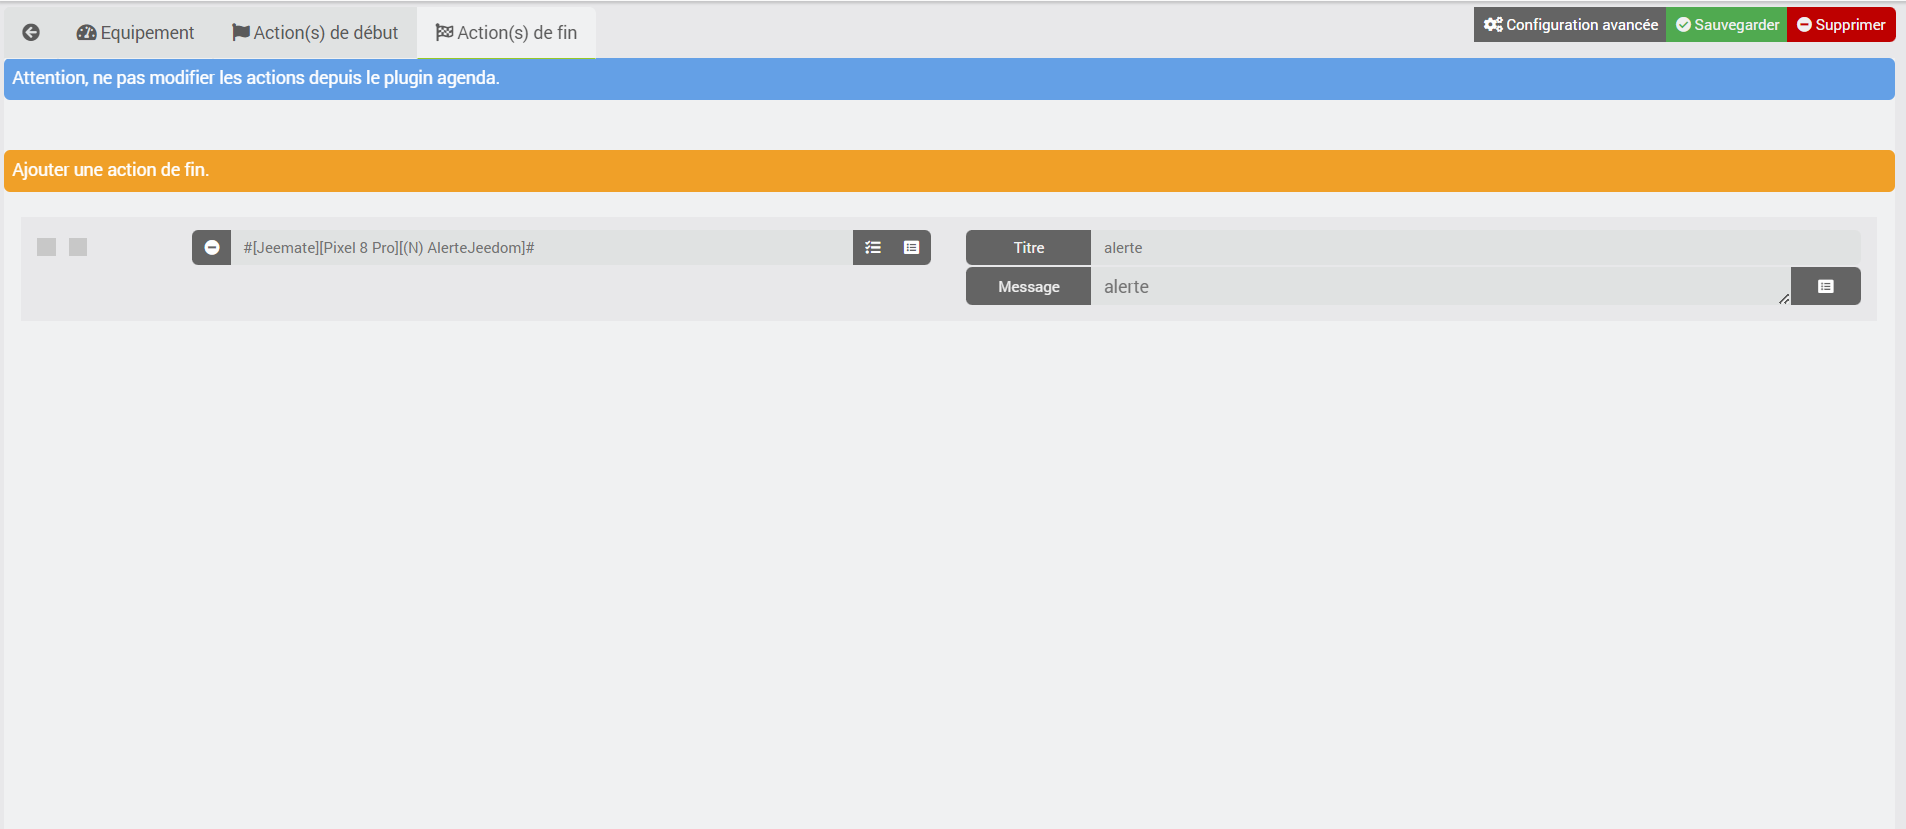 Equipement
Action(s) de début
Action(s) de fin
Configuration avancée
Sauvegarder
Supprimer
Attention, ne pas modifier les actions depuis le plugin agenda.
Ajouter une action de fin.
#[Jeemate][Pixel 8 Pro][(N) AlerteJeedom]#
Titre
alerte
Message
alerte